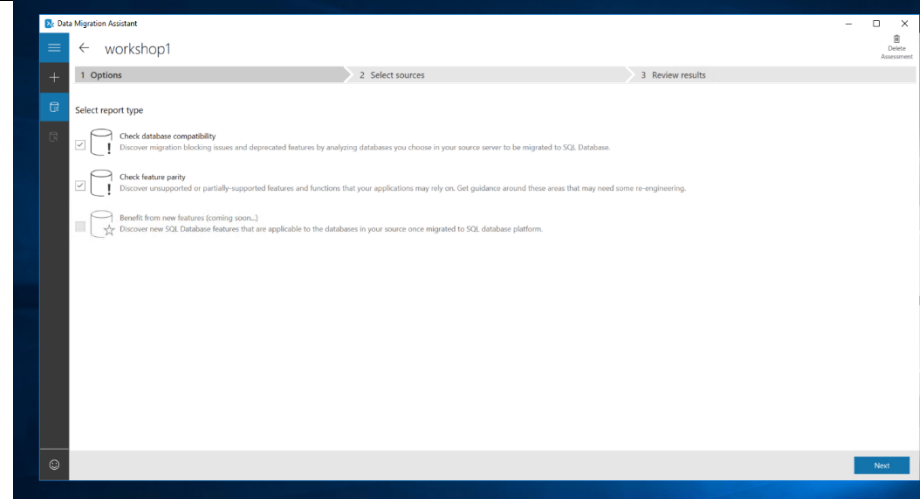 Data Migration Assistant
workshop1
Delete
Assessment
1 Options
2 Select sources
3 Review results
Select report type
Check database compatibility
Discover migration blocking issues and deprecated features by analyzing databases you choose in your source server to be migrated to SQL Database.
Check feature parity
Discover unsupported or partially-supported features and functions that your applications may rely on. Get guidance around these areas that may need some re-engineering.
Benefit from new features (coming soon...)
Discover new SQL Database features that are applicable to the databases in your source once migrated to SQL database platform.
Next